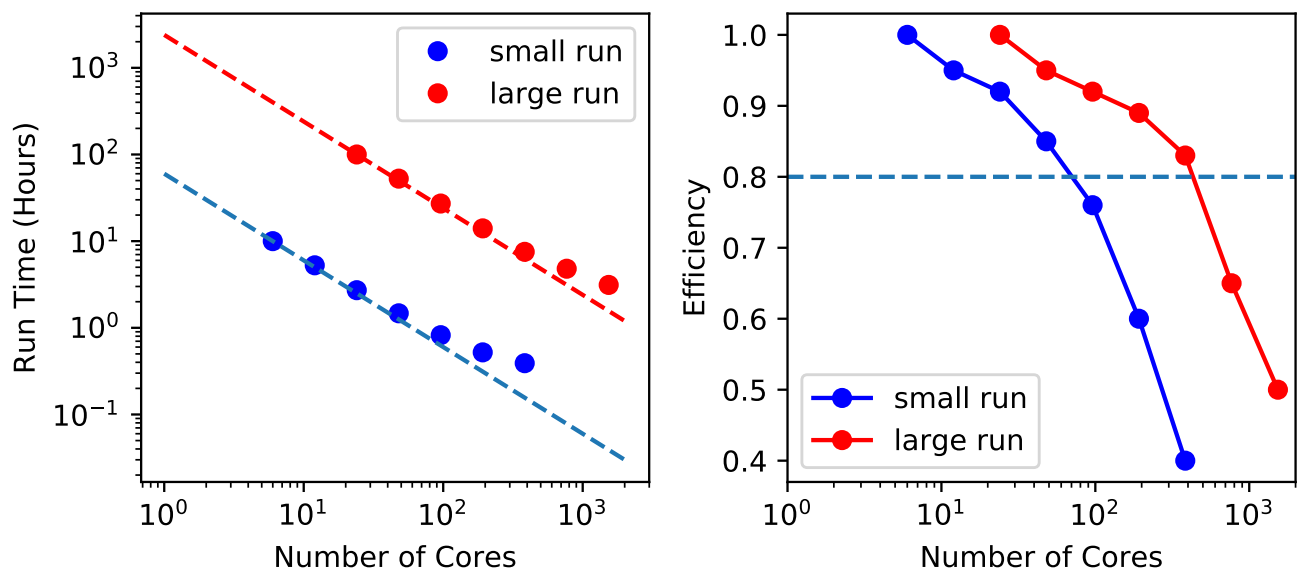 small run
large run
10³
10²
10¹
10⁰
10⁻¹
Run Time (Hours)
10⁰ 10¹ 10² 10³
Number of Cores
1.0
0.9
0.8
0.7
0.6
0.5
0.4
Efficiency
small run
large run
10⁰ 10¹ 10² 10³
Number of Cores